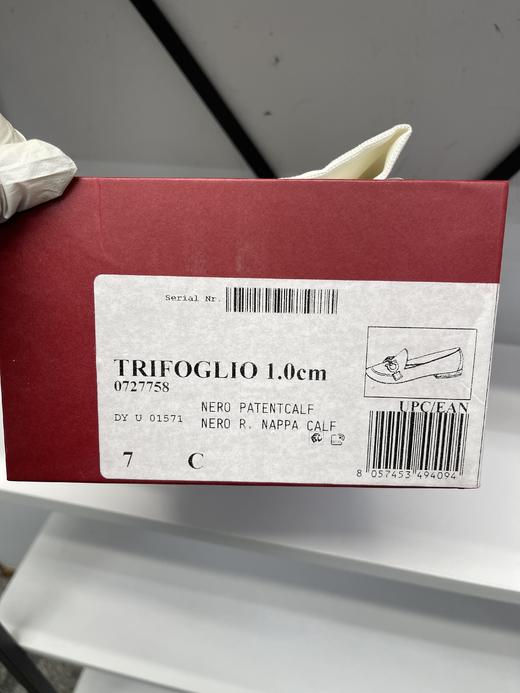 Serial Nr.
TRIFOGLIO 1.0cm
0727758
UPC/EAN
NERO PATENTCALF
DY U 01571
NERO R. NAPPA CALF
7 C
8 057453 494094